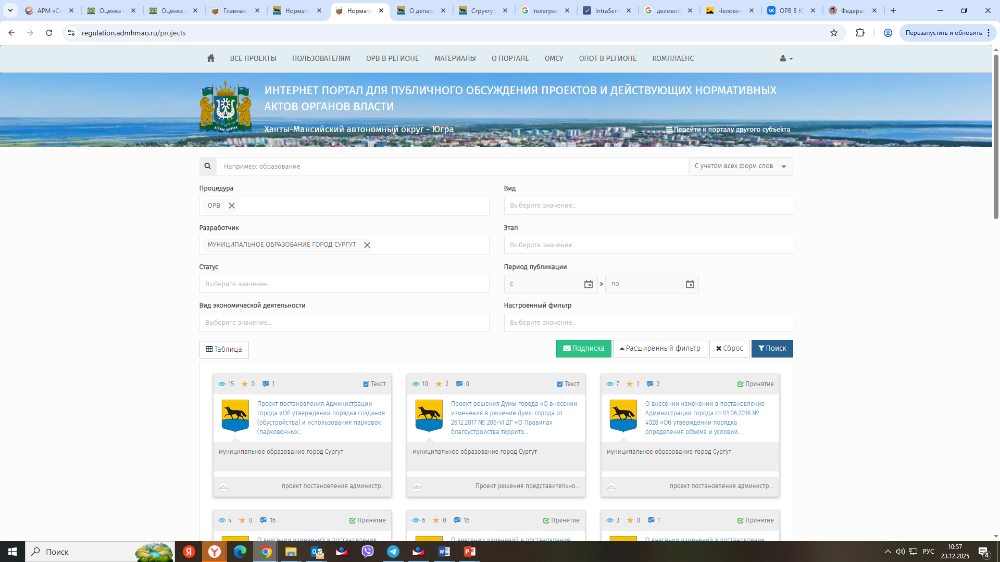 АРМ «Сп
Оценка
Оценка
Главная
Нормати
Нормати
О департ
Структур
телеграм
IntraServ
деловой
Человеч
ОРВ В Ю
Федерал
regulation.admhmao.ru/projects
Перезапустить и обновить
ВСЕ ПРОЕКТЫ
ПОЛЬЗОВАТЕЛЯМ
ОРВ В РЕГИОНЕ
МАТЕРИАЛЫ
О ПОРТАЛЕ
ОМСУ
ОПОТ В РЕГИОНЕ
КОМПЛАЕНС
ИНТЕРНЕТ ПОРТАЛ ДЛЯ ПУБЛИЧНОГО ОБСУЖДЕНИЯ ПРОЕКТОВ И ДЕЙСТВУЮЩИХ НОРМАТИВНЫХ
АКТОВ ОРГАНОВ ВЛАСТИ
Ханты-Мансийский автономный округ - Югра
Перейти к порталу другого субъекта
Например: образование
С учетом всех форм слов
Процедура
Вид
ОРВ
Выберите значение...
Разработчик
Этап
МУНИЦИПАЛЬНОЕ ОБРАЗОВАНИЕ ГОРОД СУРГУТ
Выберите значение...
Статус
Период публикации
Выберите значение...
с
»
по
Вид экономической деятельности
Настроенный фильтр
Выберите значение...
Выберите значение...
Таблица
Подписка
Расширенный фильтр
Сброс
Поиск
15 0 1 Текст
Проект постановления Администрации
города «Об утверждении порядка создания
(обустройства) и использования парковок
(парковочных...
муниципальное образование город Сургут
проект постановления администр...
10 2 0 Текст
Проект решения Думы города «О внесении
изменения в решение Думы города от
26.12.2017 № 206-VI ДГ «О Правилах
благоустройства террито...
муниципальное образование город Сургут
Проект решения представительно...
7 1 2 Принятие
О внесении изменений в постановление
Администрации города от 01.06.2016 №
4028 «Об утверждении порядка
определения объема и условий...
муниципальное образование город Сургут
проект постановления администр...
4 0 16 Принятие
О внесении изменений в постановление
6 0 16 Принятие
О внесении изменений в постановление
3 0 1 Принятие
О внесении изменений в постановление
Поиск
РУС
10:57
23.12.2025
4